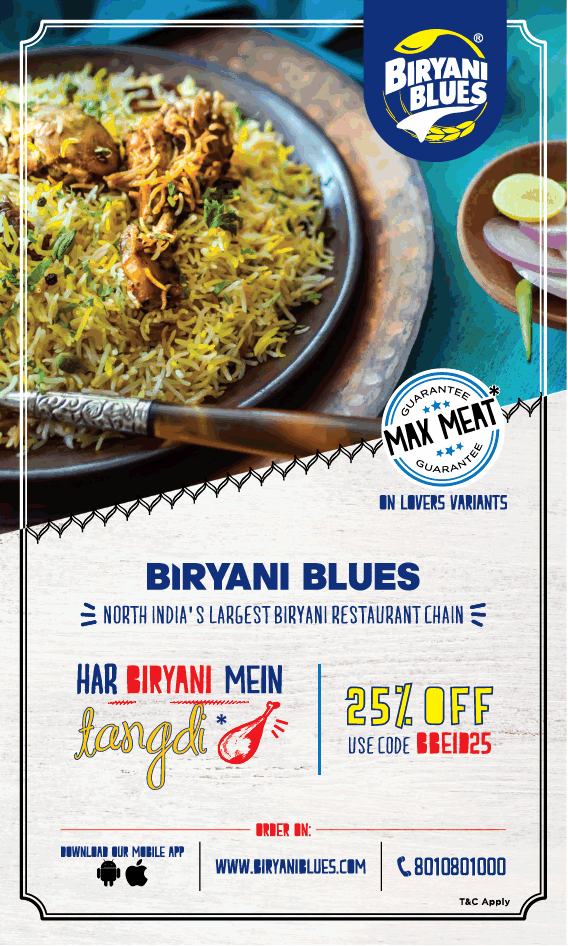 BIRYANI
BLUES®
GUARANTEE
MAX MEAT*
GUARANTEE
ON LOVERS VARIANTS
BIRYANI BLUES
NORTH INDIA'S LARGEST BIRYANI RESTAURANT CHAIN
HAR BIRYANI MEIN
tangdi*
25% OFF
USE CODE BBEID25
ORDER ON:
DOWNLOAD OUR MOBILE APP
WWW.BIRYANIBLUES.COM
8010801000
T&C Apply